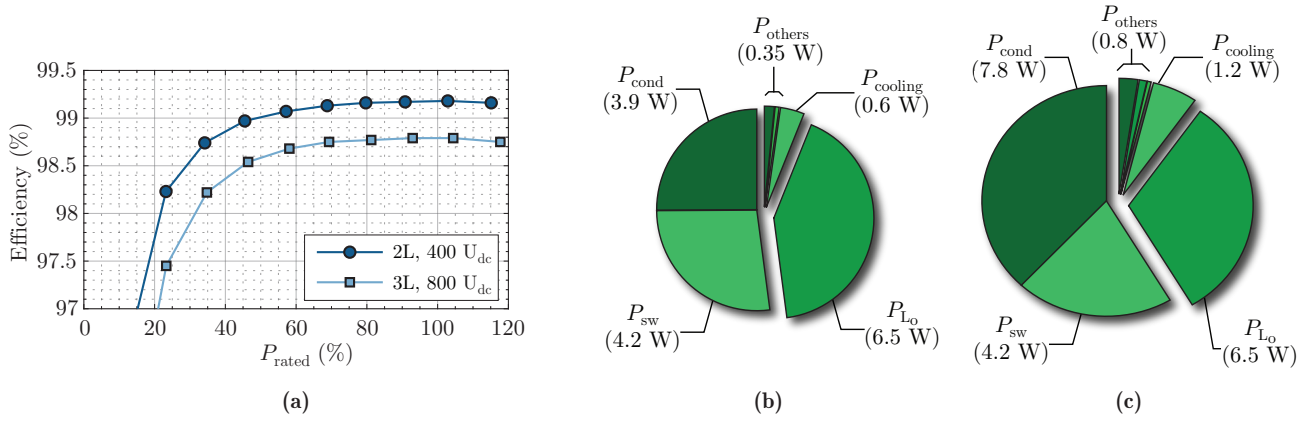 99.5
99
98.5
98
97.5
97
Efficiency (%)
0
20
40
60
80
100
120
P_rated (%)
2L, 400 U_dc
3L, 800 U_dc
(a)
P_others
(0.35 W)
P_cond
(3.9 W)
P_cooling
(0.6 W)
P_sw
(4.2 W)
P_Lo
(6.5 W)
(b)
P_others
(0.8 W)
P_cond
(7.8 W)
P_cooling
(1.2 W)
P_sw
(4.2 W)
P_Lo
(6.5 W)
(c)